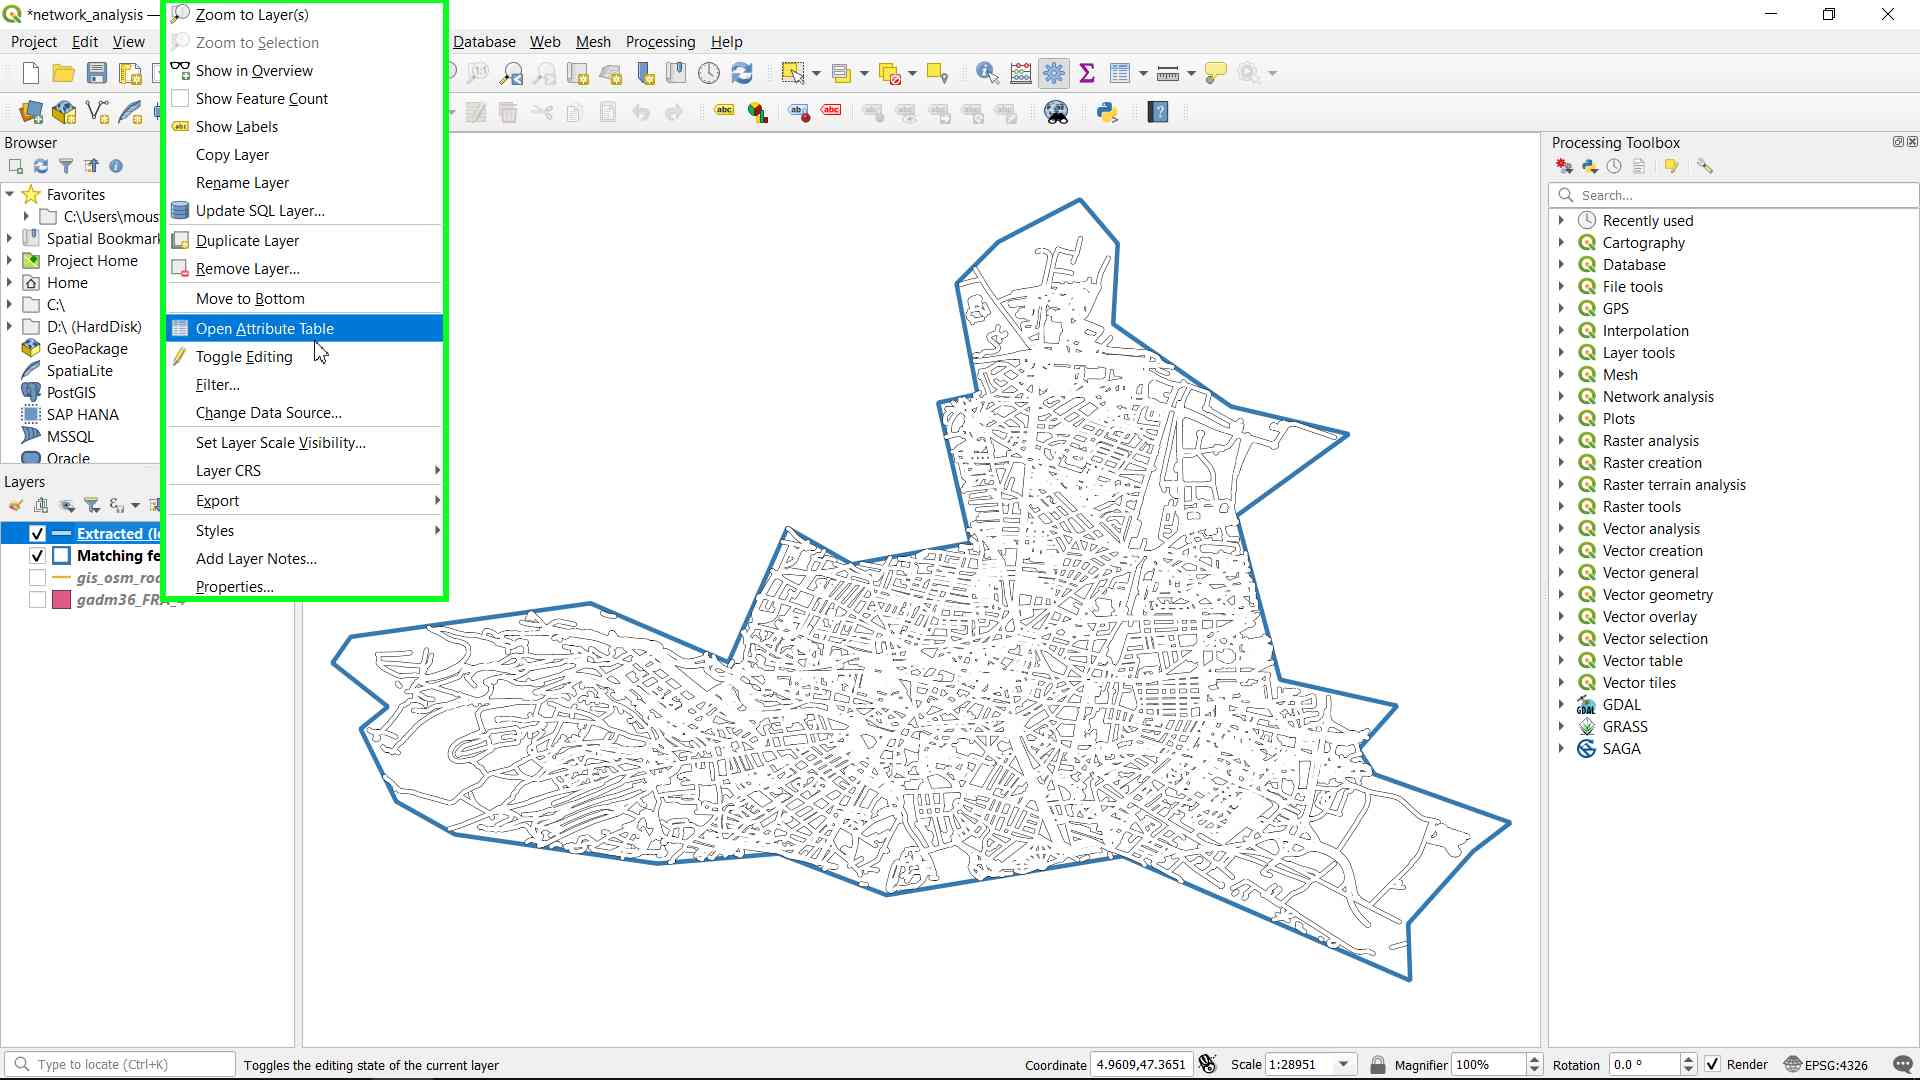 *network_analysis —
Project Edit View Database Web Mesh Processing Help
Zoom to Layer(s)
Zoom to Selection
Show in Overview
Show Feature Count
Show Labels
Copy Layer
Rename Layer
Update SQL Layer...
Duplicate Layer
Remove Layer...
Move to Bottom
Open Attribute Table
Toggle Editing
Filter...
Change Data Source...
Set Layer Scale Visibility...
Layer CRS
Export
Styles
Add Layer Notes...
Properties...
1:1
abc
abc
abc
Browser
Favorites
C:\Users\mous
Spatial Bookmark
Project Home
Home
C:\
D:\ (HardDisk)
GeoPackage
SpatiaLite
PostGIS
SAP HANA
MSSQL
Oracle
Layers
Extracted (l
Matching fe
gis_osm_roa
gadm36_FRA_4
Processing Toolbox
Search...
Recently used
Cartography
Database
File tools
GPS
Interpolation
Layer tools
Mesh
Network analysis
Plots
Raster analysis
Raster creation
Raster terrain analysis
Raster tools
Vector analysis
Vector creation
Vector general
Vector geometry
Vector overlay
Vector selection
Vector table
Vector tiles
GDAL
GRASS
SAGA
Type to locate (Ctrl+K) Toggles the editing state of the current layer Coordinate 4.9609,47.3651 Scale 1:28951 Magnifier 100% Rotation 0.0 ° Render EPSG:4326